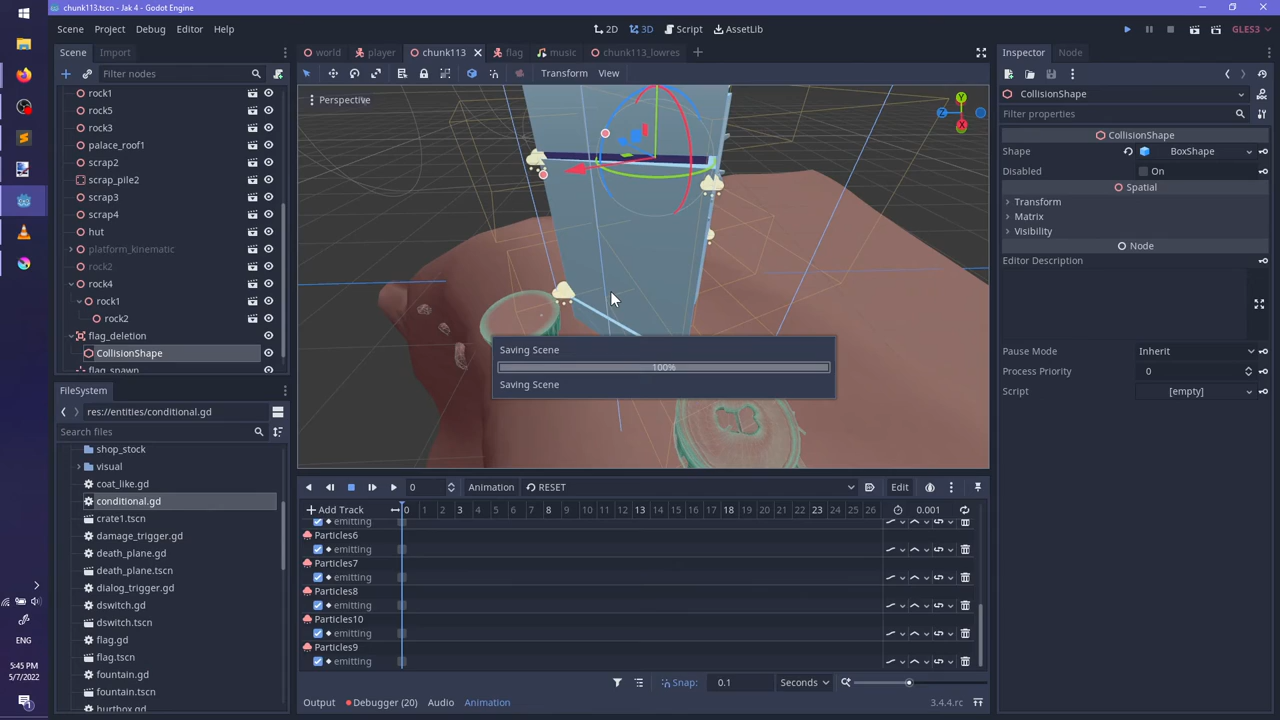 chunk113.tscn - Jak 4 - Godot Engine
Scene Project Debug Editor Help
2D 3D Script AssetLib
GLES3
Scene Import
world player chunk113 flag music chunk113_lowres
Inspector Node
Filter nodes
Transform View
CollisionShape
Filter properties
Perspective
Y
Z
X
rock1
rock5
rock3
palace_roof1
scrap2
scrap_pile2
scrap3
scrap4
hut
platform_kinematic
rock2
rock4
rock1
rock2
flag_deletion
CollisionShape
flag_spawn
FileSystem
res://entities/conditional.gd
Search files
shop_stock
visual
coat_like.gd
conditional.gd
crate1.tscn
damage_trigger.gd
death_plane.gd
death_plane.tscn
dialog_trigger.gd
dswitch.gd
dswitch.tscn
flag.gd
flag.tscn
fountain.gd
fountain.tscn
hurtbox.gd
Saving Scene
100%
Saving Scene
0 Animation RESET Edit
Add Track 0 1 2 3 4 5 6 7 8 9 10 11 12 13 14 15 16 17 18 19 20 21 22 23 24 25 26 0.001
emitting
Particles6
emitting
Particles7
emitting
Particles8
emitting
Particles10
emitting
Particles9
emitting
Snap: 0.1 Seconds
Output Debugger (20) Audio Animation 3.4.4.rc
CollisionShape
Shape BoxShape
Disabled On
Spatial
Transform
Matrix
Visibility
Node
Editor Description
Pause Mode Inherit
Process Priority 0
Script [empty]
ENG
5:45 PM
5/7/2022